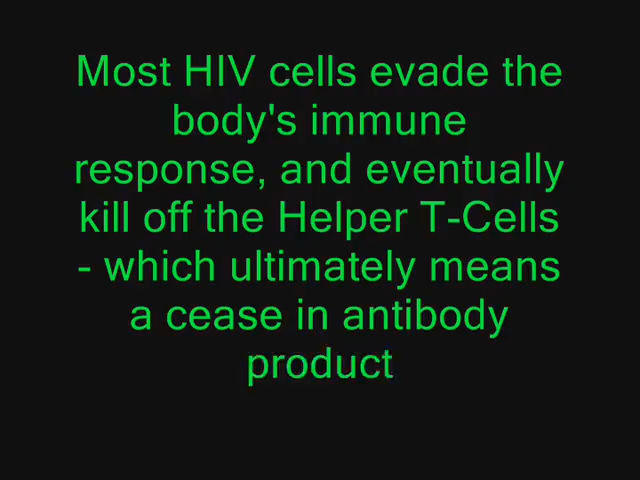 Most HIV cells evade the
body's immune
response, and eventually
kill off the Helper T-Cells
- which ultimately means
a cease in antibody
product